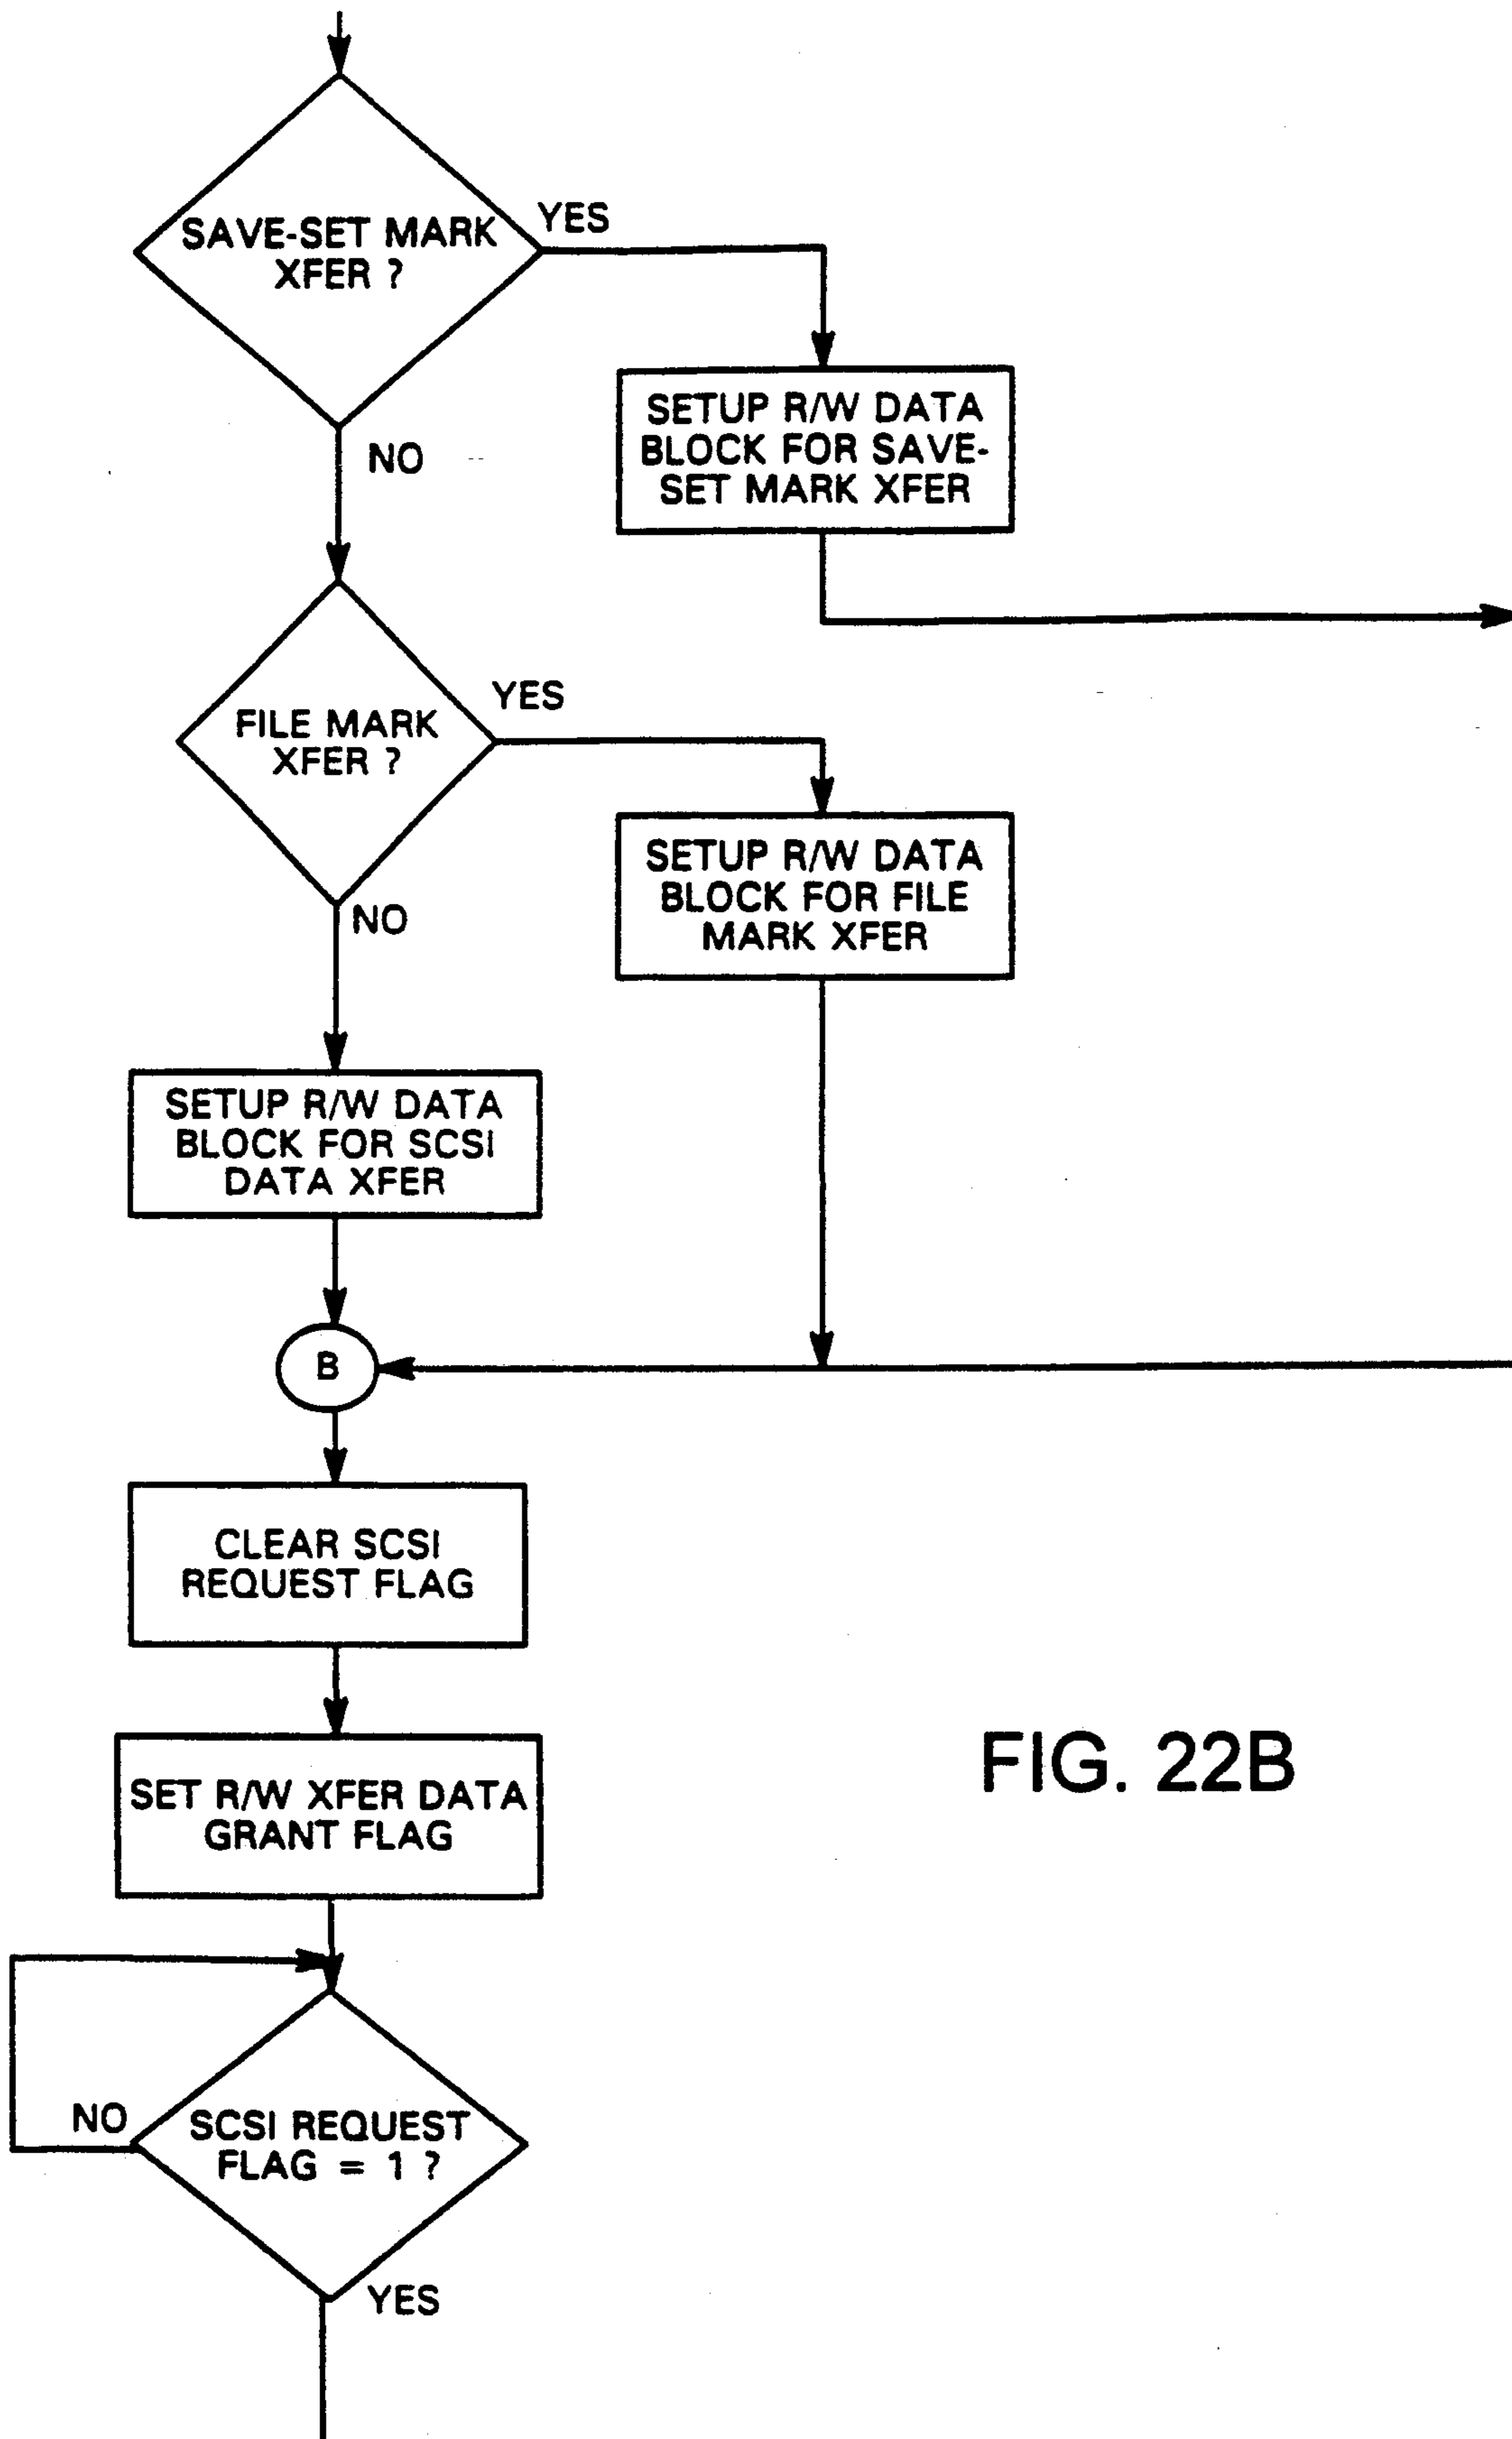 SAVE-SET MARK
XFER ?
YES
SETUP R/W DATA
BLOCK FOR SAVE-
SET MARK XFER
NO
FILE MARK
XFER ?
YES
SETUP R/W DATA
BLOCK FOR FILE
MARK XFER
NO
SETUP R/W DATA
BLOCK FOR SCSI
DATA XFER
B
CLEAR SCSI
REQUEST FLAG
SET R/W XFER DATA
GRANT FLAG
FIG. 22B
NO
SCSI REQUEST
FLAG = 1 ?
YES